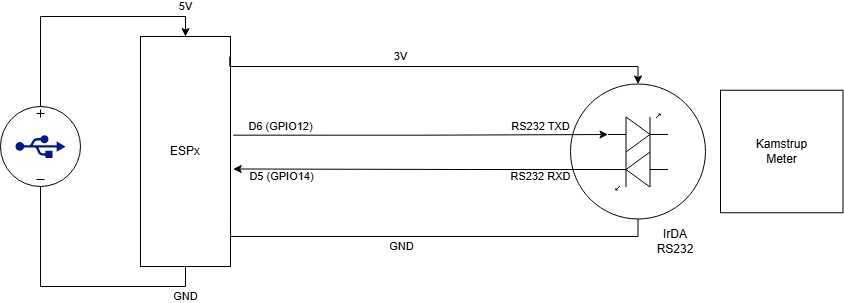 5V
3V
D6 (GPIO12)
RS232 TXD
+
ESPx
Kamstrup
Meter
D5 (GPIO14)
RS232 RXD
−
IrDA
RS232
GND
GND